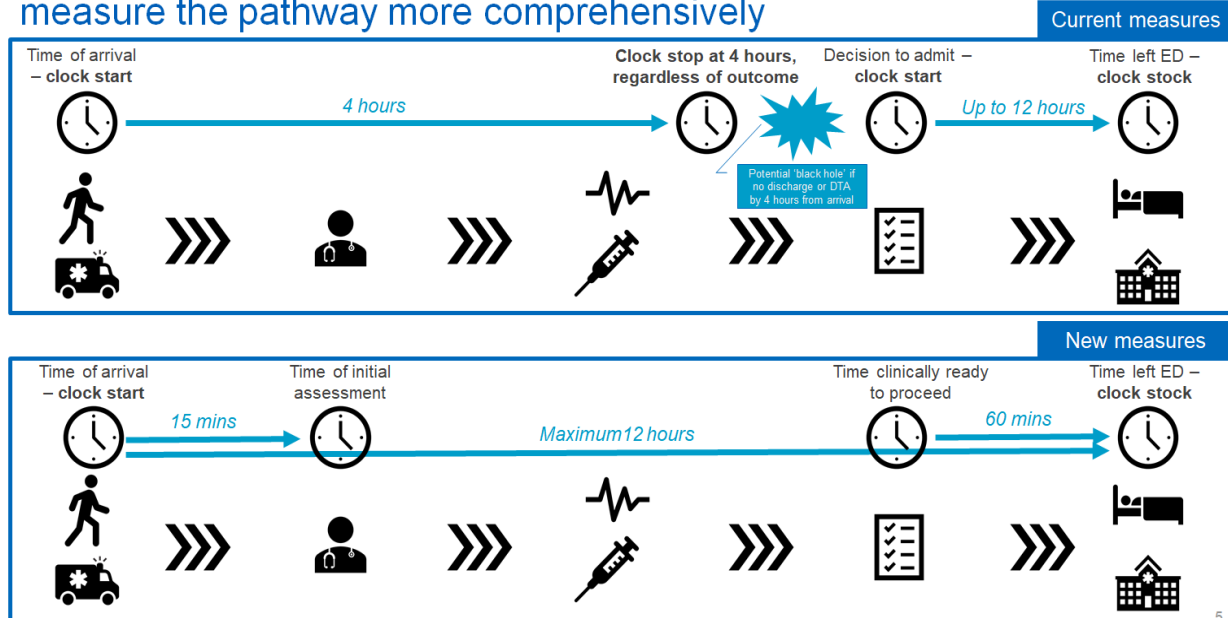 measure the pathway more comprehensively
Current measures
Time of arrival
– clock start
4 hours
Clock stop at 4 hours,
regardless of outcome
Potential 'black hole' if
no discharge or DTA
by 4 hours from arrival
Decision to admit –
clock start
Up to 12 hours
Time left ED –
clock stock
New measures
Time of arrival
– clock start
15 mins
Time of initial
assessment
Maximum12 hours
Time clinically ready
to proceed
60 mins
Time left ED –
clock stock
5